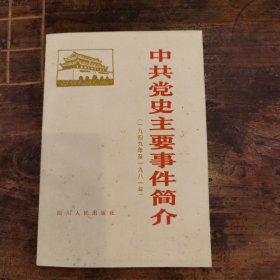 中共党史主要事件简介
（一九四九年至一九八一年）
四川人民出版社